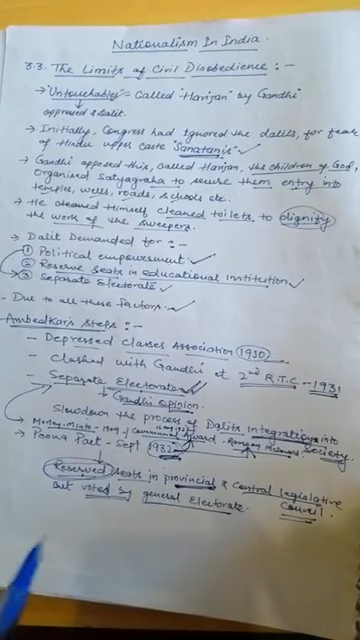 Nationalism In India.
3.3. The Limits of Civil Disobedience :-
→ 'Untouchables' - Called 'Harijan' by Gandhi
oppressed & Dalit.
→ Initially, Congress had ignored the dalits, for fear
of Hindu upper caste 'Sanatanis' ✓
→ Gandhi opposed this, called Harijan, the children of God,
Organised Satyagraha to secure them entry into
temples, wells, roads, schools etc.
→ He cleaned Himself cleaned toilets to dignify
the work of the sweepers.
→ Dalit Demanded for :-
① Political empowerment ✓
② Reserve Seats in educational Institution ✓
③ Separate Electorate ✓
- Due to all these factors. ✓
Ambedkar's steps :-
- Depressed Classes Association (1930)
- Clashed with Gandhi at 2nd R.T.C - 1931
- Separate Electorate ✓
Gandhi opinion.
Slowdown the process of Dalits integration into
Society.
- 1909 / Communal Award -
→ Poona Pact - Sept 1932
Reserved Seats in provincial & Central legislative
Council.
but voted by general Electorate.